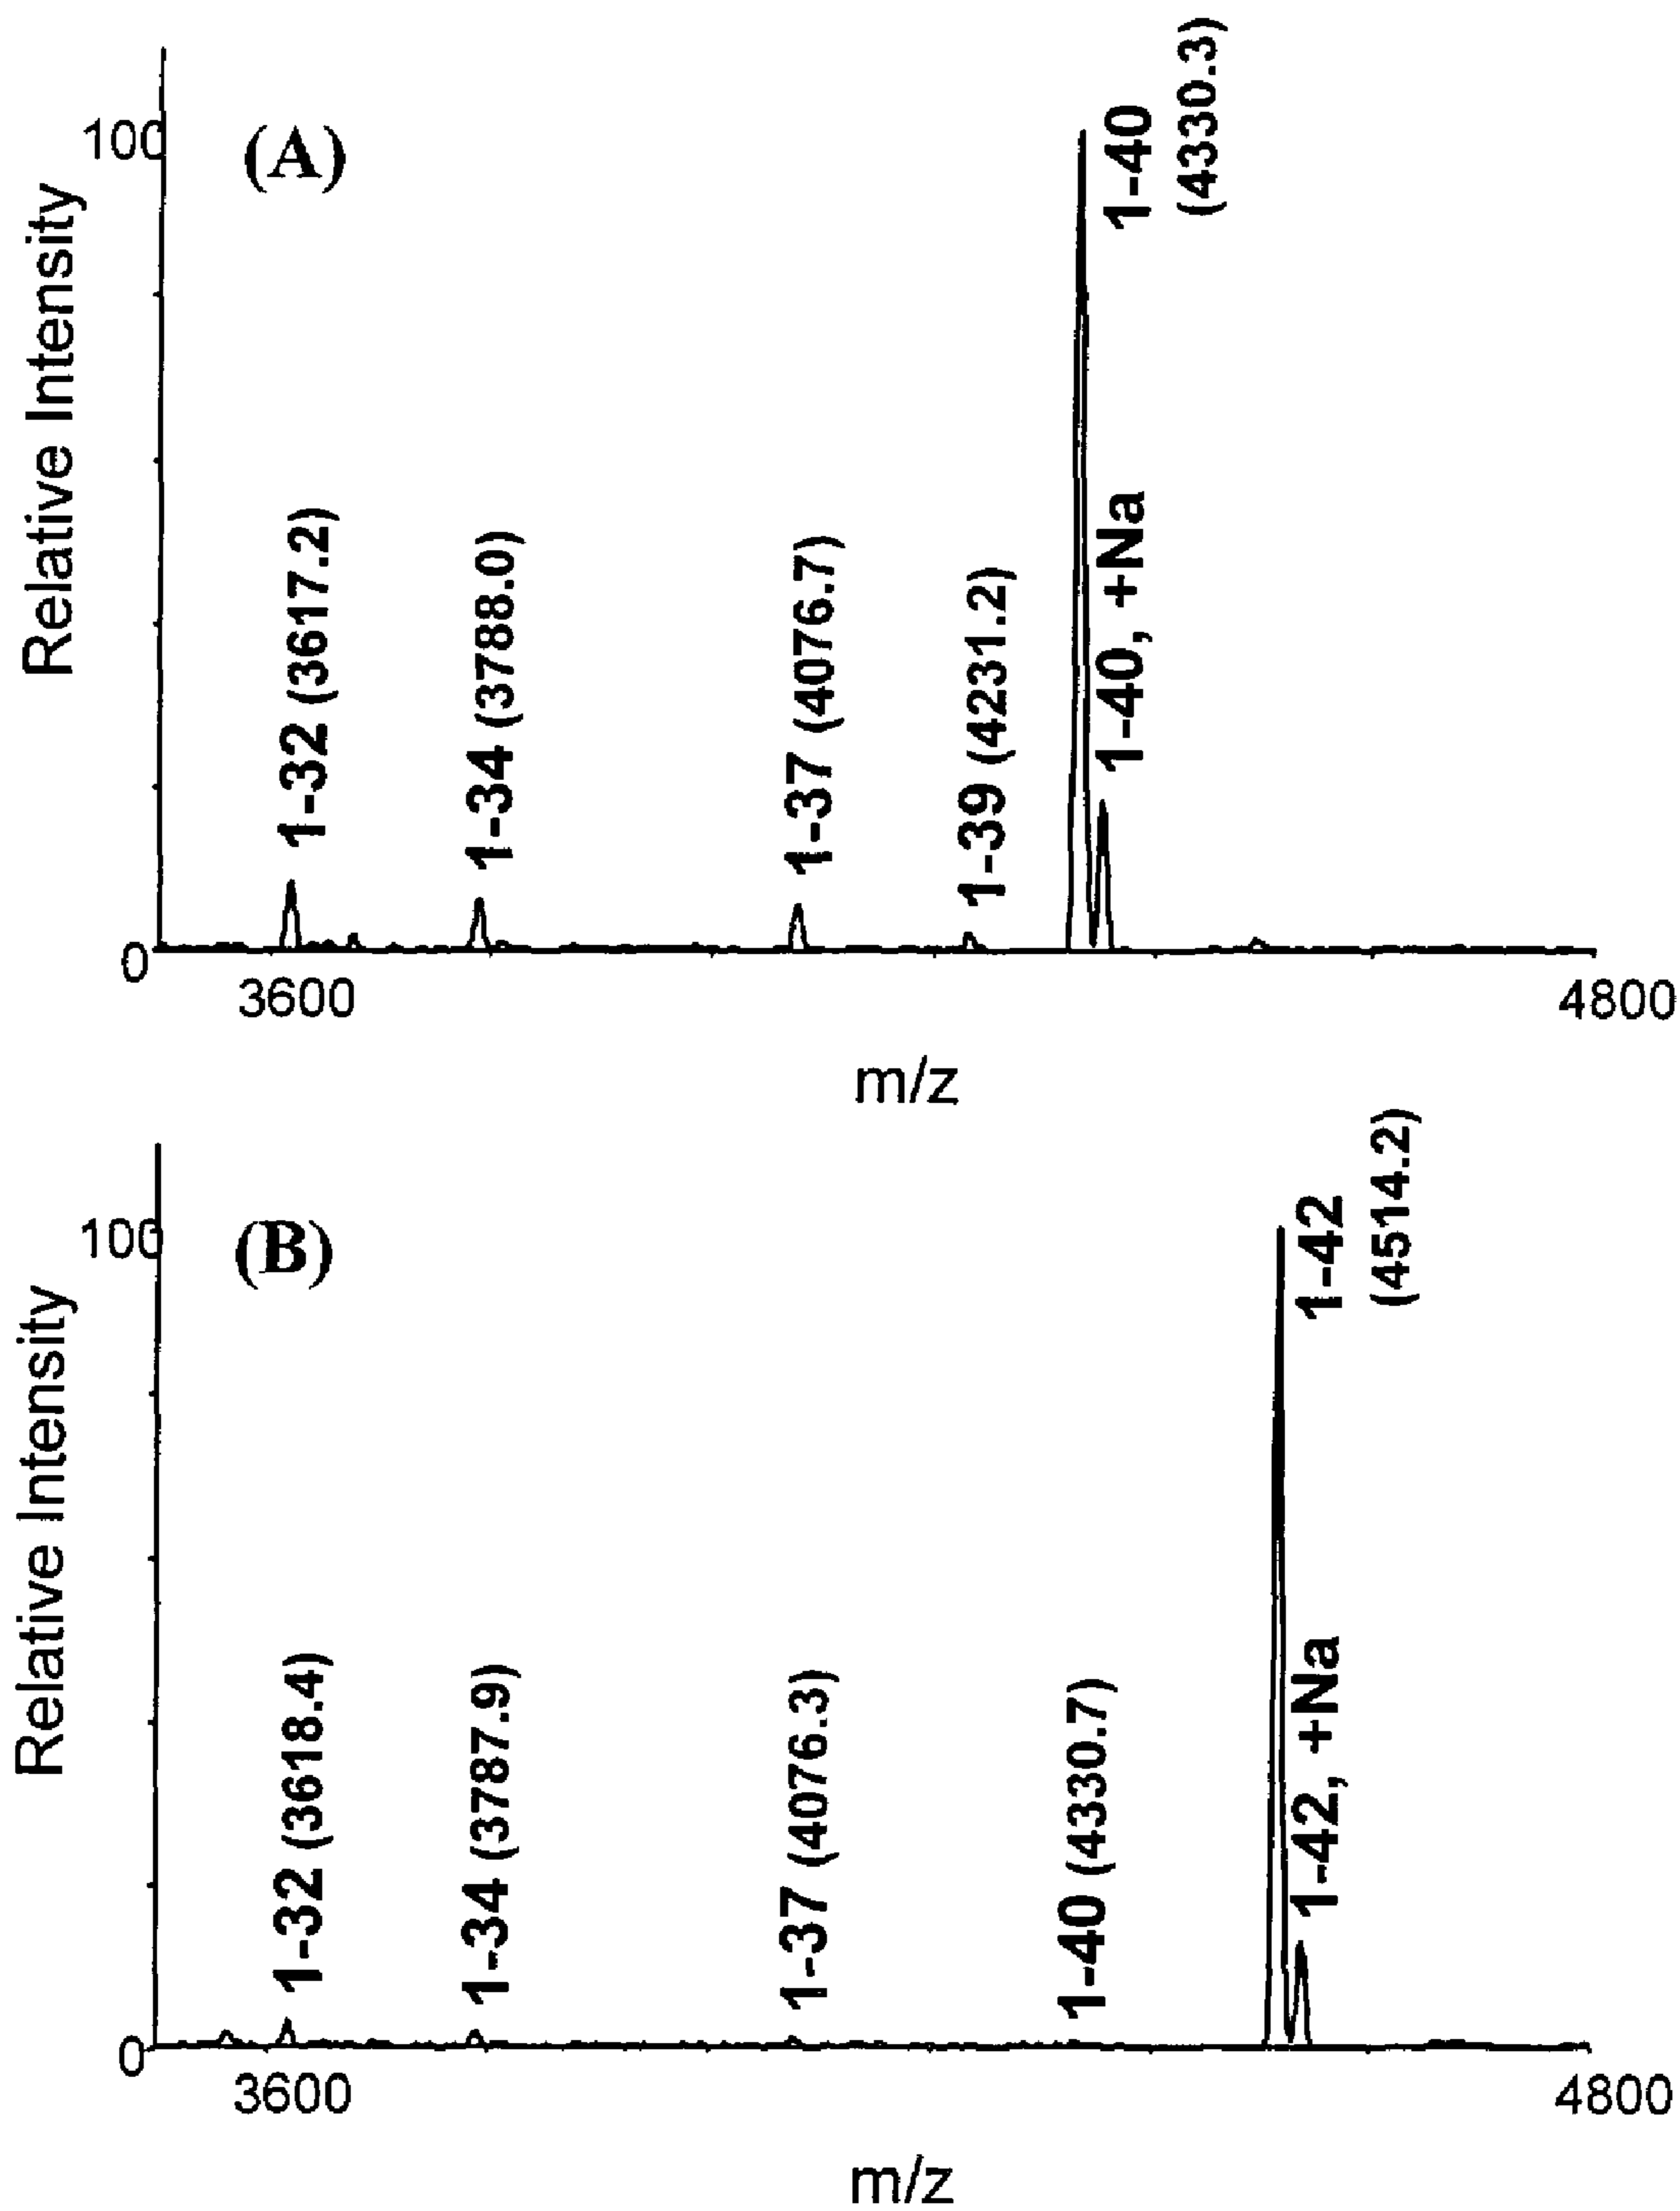 100
(A)
Relative Intensity
1-32 (3617.2)
1-34 (3788.0)
1-37 (4076.7)
1-39 (4231.2)
1-40
(4330.3)
1-40, +Na
0
3600
4800
m/z
100
(B)
Relative Intensity
1-32 (3618.4)
1-34 (3787.9)
1-37 (4076.3)
1-40 (4330.7)
1-42
(4514.2)
1-42, +Na
0
3600
4800
m/z